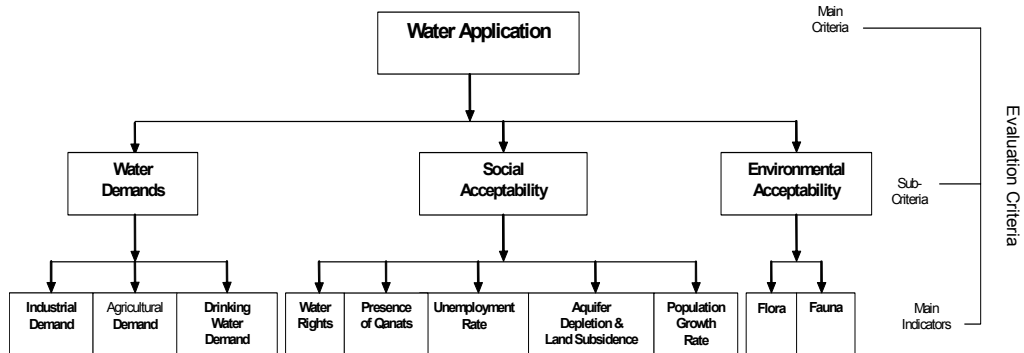 Water Application
Main
Criteria
Water
Demands
Social
Acceptability
Environmental
Acceptability
Sub-
Criteria
Evaluation Criteria
Industrial
Demand
Agricultural
Demand
Drinking
Water
Demand
Water
Rights
Presence
of Qanats
Unemployment
Rate
Aquifer
Depletion &
Land Subsidence
Population
Growth
Rate
Flora
Fauna
Main
Indicators